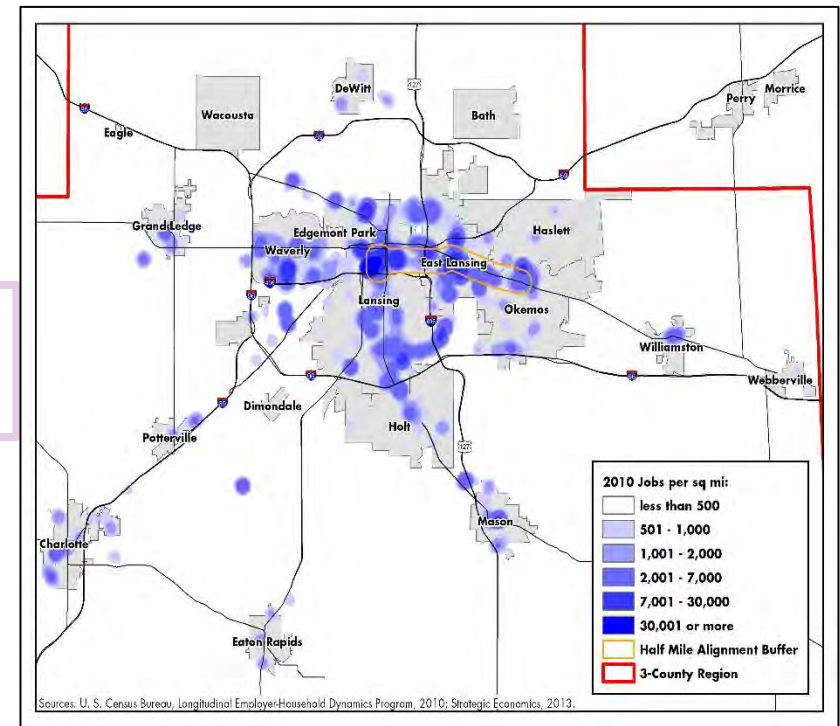 DeWitt
127
Wacousta
Bath
Perry
Morrice
Eagle
Grand Ledge
Edgemont Park
Haslett
Waverly
East Lansing
Lansing
Okemos
Williamston
Webberville
Dimondale
Potterville
Holt
127
Mason
Charlotte
Eaton Rapids
2010 Jobs per sq mi:
less than 500
501 - 1,000
1,001 - 2,000
2,001 - 7,000
7,001 - 30,000
30,001 or more
Half Mile Alignment Buffer
3-County Region
Sources: U. S. Census Bureau, Longitudinal Employer-Household Dynamics Program, 2010; Strategic Economics, 2013.